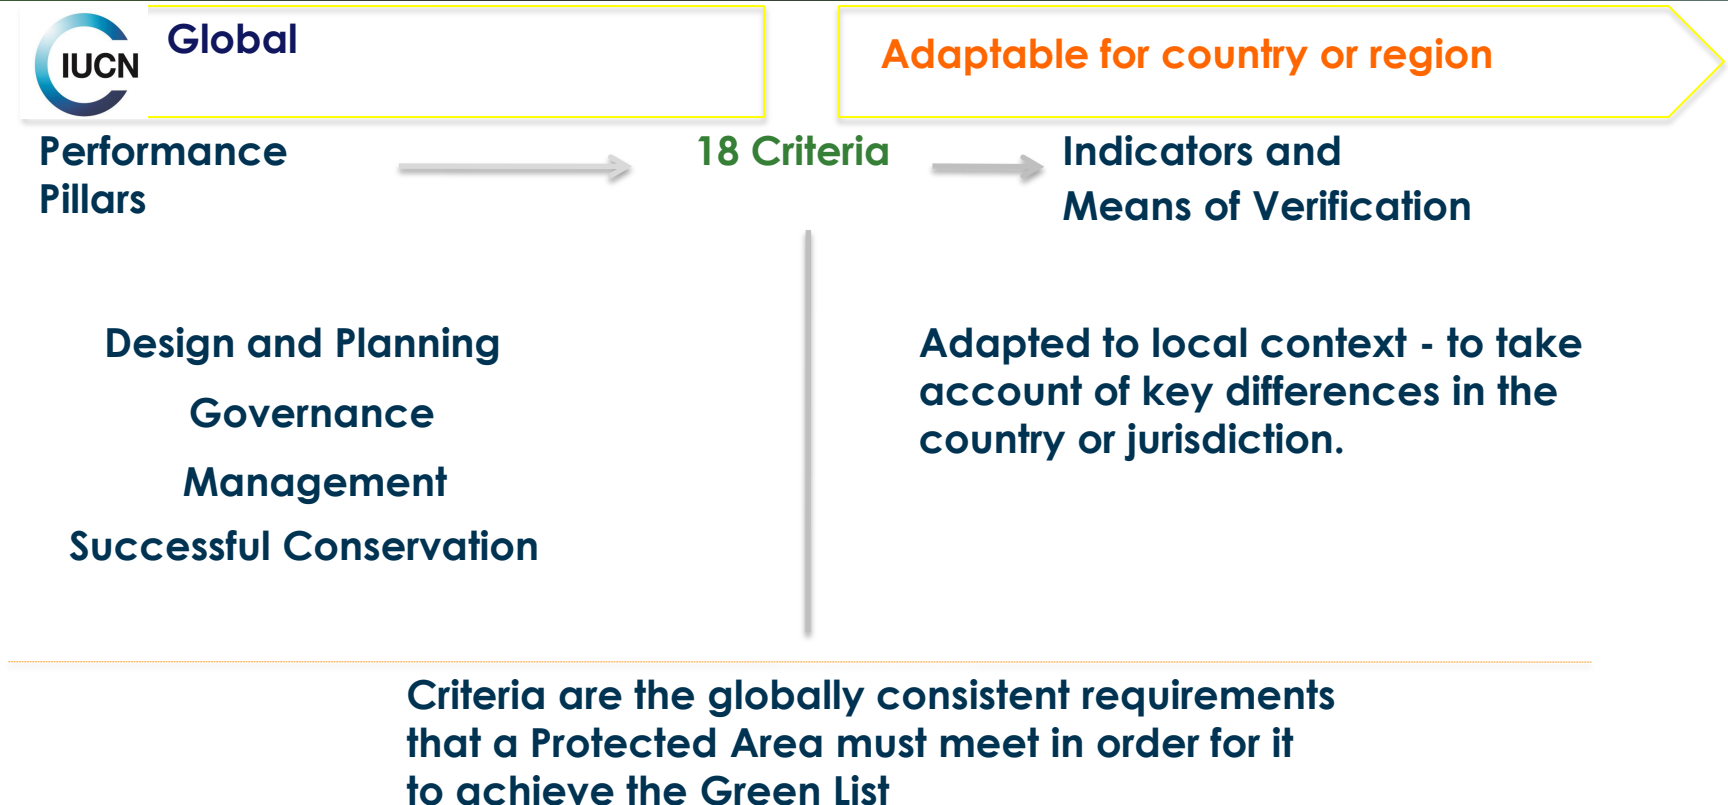 IUCN
Global
Adaptable for country or region
Performance
Pillars
18 Criteria
Indicators and
Means of Verification
Design and Planning
Governance
Management
Successful Conservation
Adapted to local context - to take
account of key differences in the
country or jurisdiction.
Criteria are the globally consistent requirements
that a Protected Area must meet in order for it
to achieve the Green List